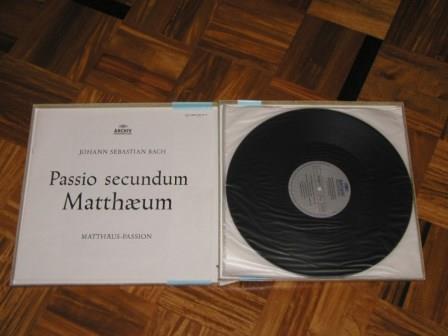 ARCHIV
JOHANN SEBASTIAN BACH
Passio secundum
Matthæum
MATTHÄUS-PASSION